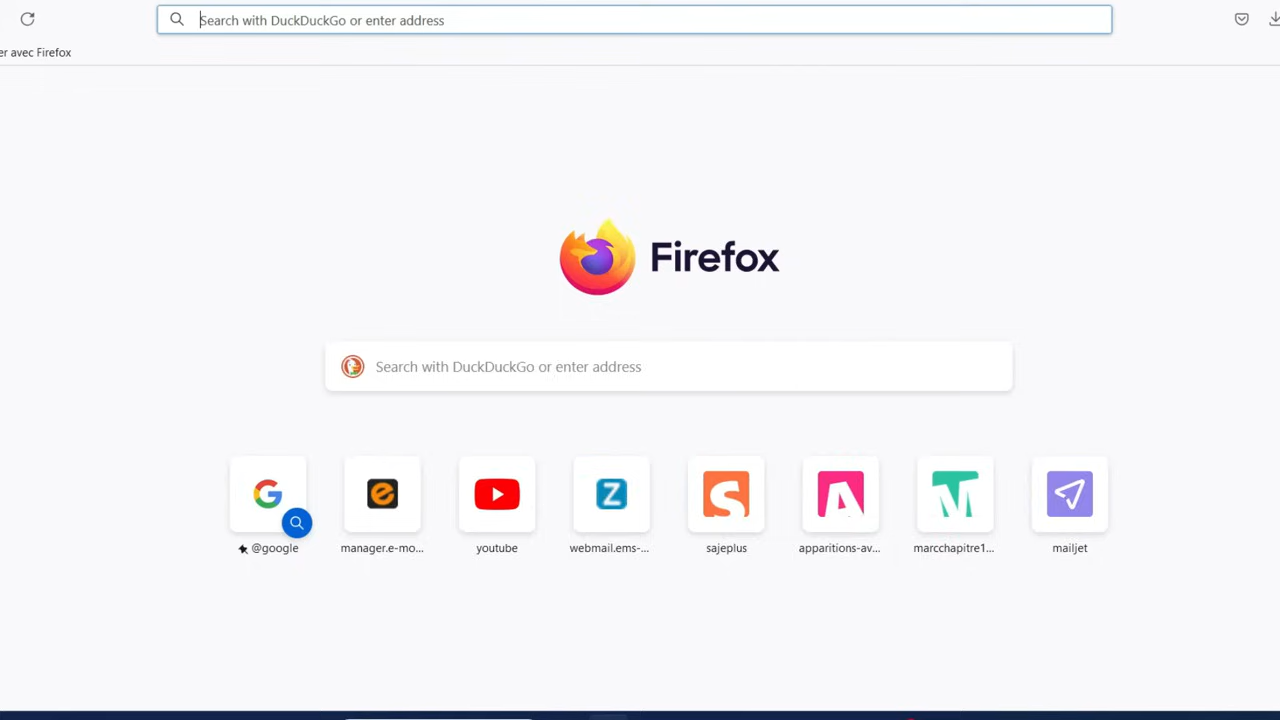 Search with DuckDuckGo or enter address
er avec Firefox
Firefox
Search with DuckDuckGo or enter address
@google
manager.e-mo...
youtube
webmail.ems-...
sajeplus
apparitions-av...
marcchapitre1...
mailjet